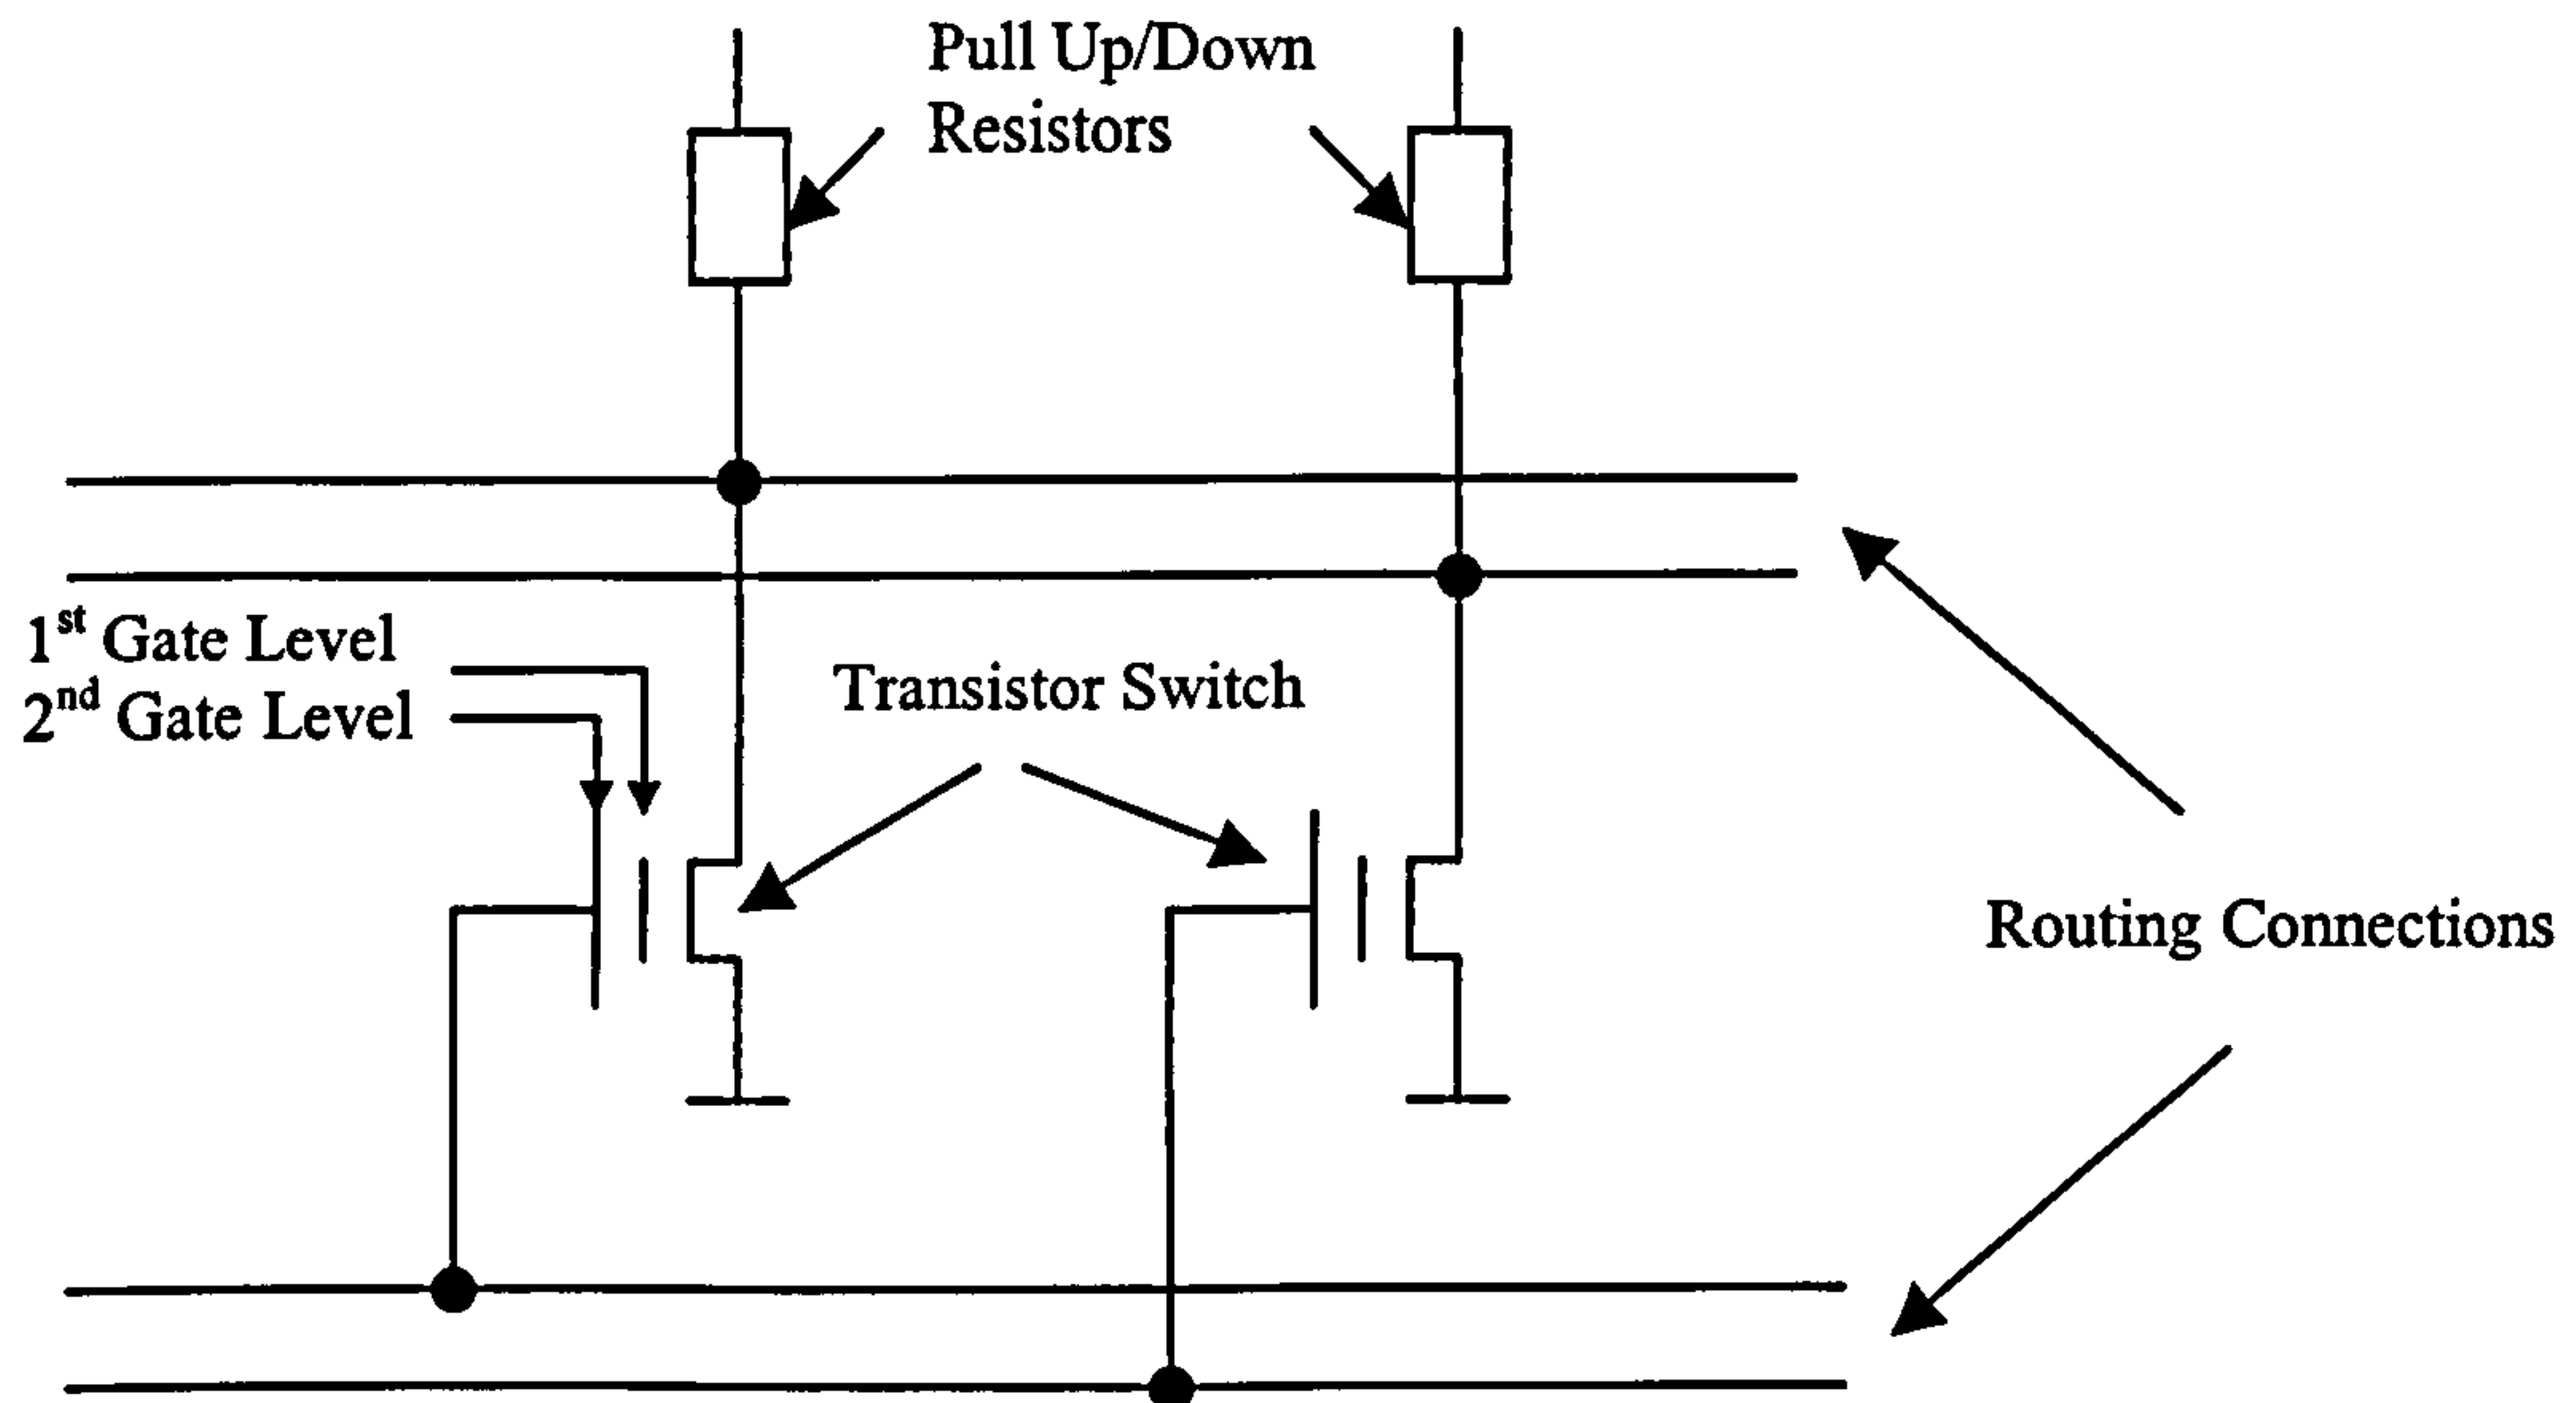 Pull Up/Down
Resistors
1st Gate Level
2nd Gate Level
Transistor Switch
Routing Connections